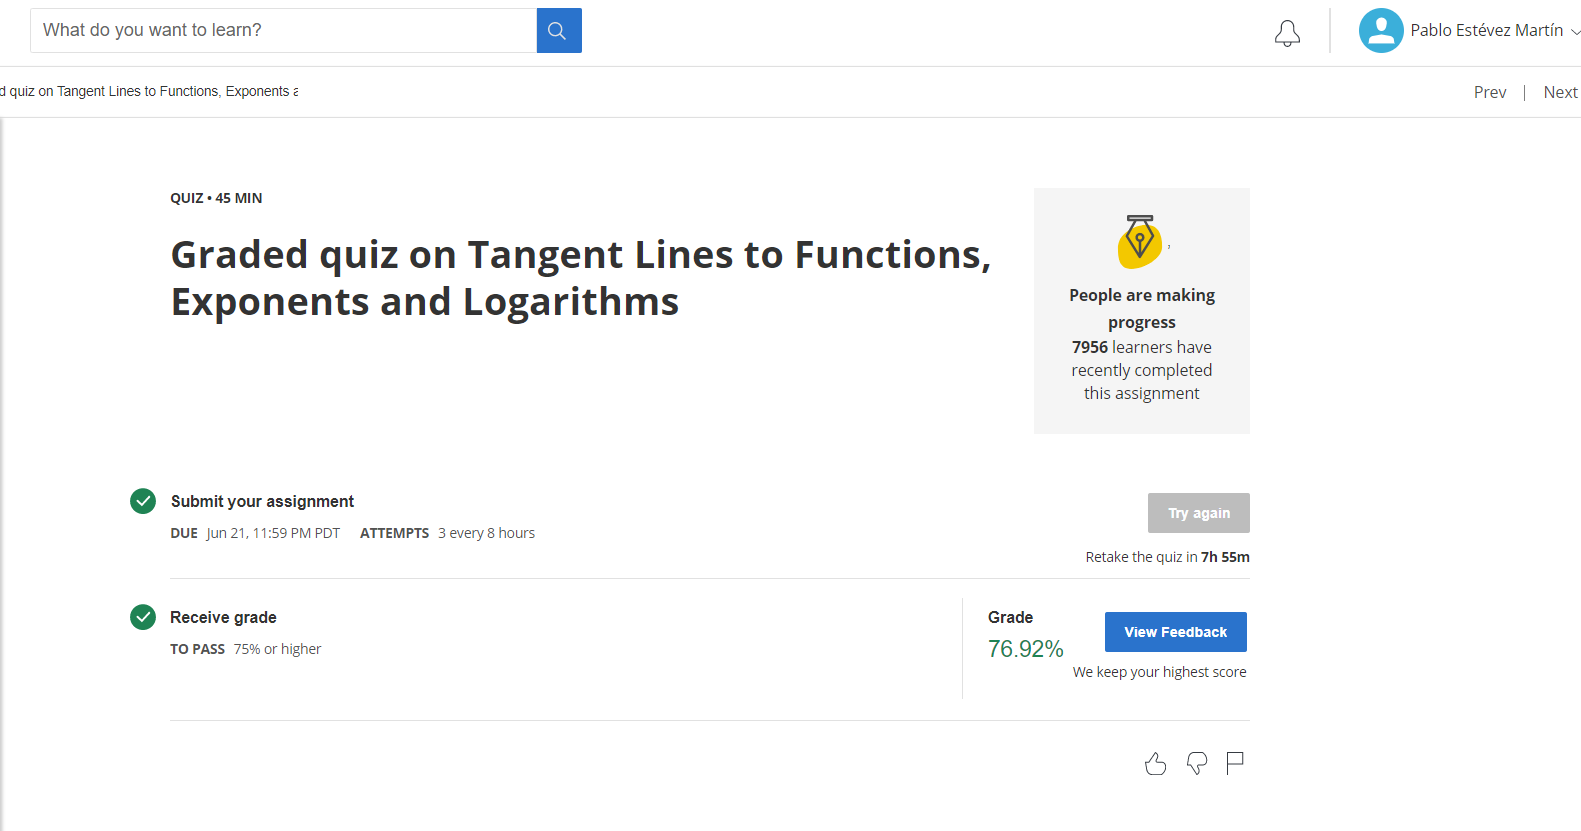 What do you want to learn?
Pablo Estévez Martín
d quiz on Tangent Lines to Functions, Exponents a
Prev | Next
QUIZ • 45 MIN
Graded quiz on Tangent Lines to Functions,
Exponents and Logarithms
People are making
progress
7956 learners have
recently completed
this assignment
Submit your assignment
DUE Jun 21, 11:59 PM PDT ATTEMPTS 3 every 8 hours
Try again
Retake the quiz in 7h 55m
Receive grade
TO PASS 75% or higher
Grade
76.92%
View Feedback
We keep your highest score